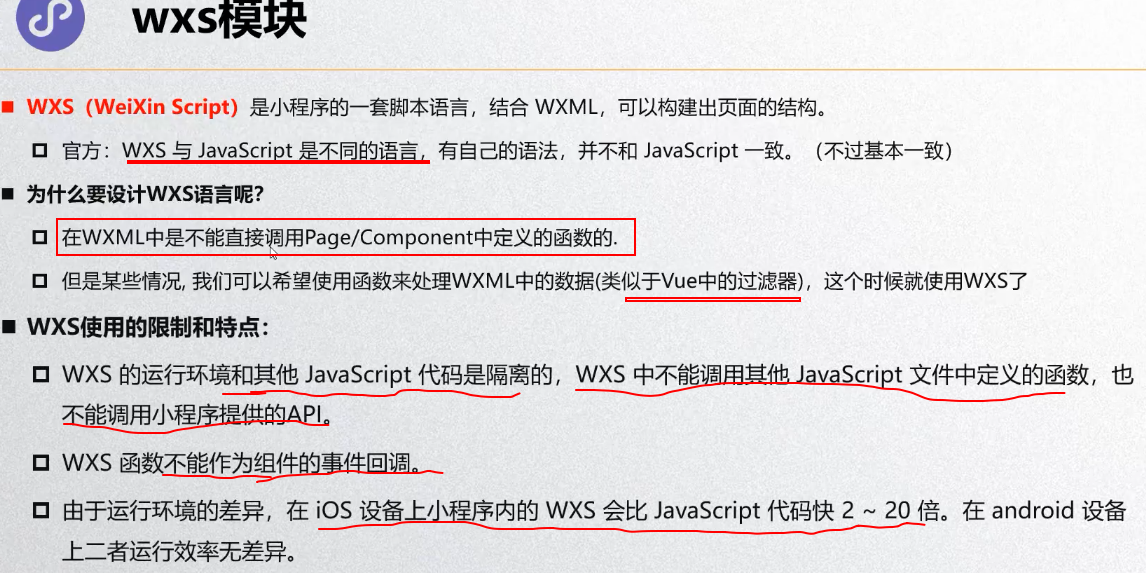 wxs模块
WXS（WeiXin Script）是小程序的一套脚本语言，结合 WXML，可以构建出页面的结构。
官方：WXS 与 JavaScript 是不同的语言，有自己的语法，并不和 JavaScript 一致。（不过基本一致）
为什么要设计WXS语言呢？
在WXML中是不能直接调用Page/Component中定义的函数的.
但是某些情况, 我们可以希望使用函数来处理WXML中的数据(类似于Vue中的过滤器)，这个时候就使用WXS了
WXS使用的限制和特点：
WXS 的运行环境和其他 JavaScript 代码是隔离的，WXS 中不能调用其他 JavaScript 文件中定义的函数，也
不能调用小程序提供的API。
WXS 函数不能作为组件的事件回调。
由于运行环境的差异，在 iOS 设备上小程序内的 WXS 会比 JavaScript 代码快 2 ~ 20 倍。在 android 设备
上二者运行效率无差异。